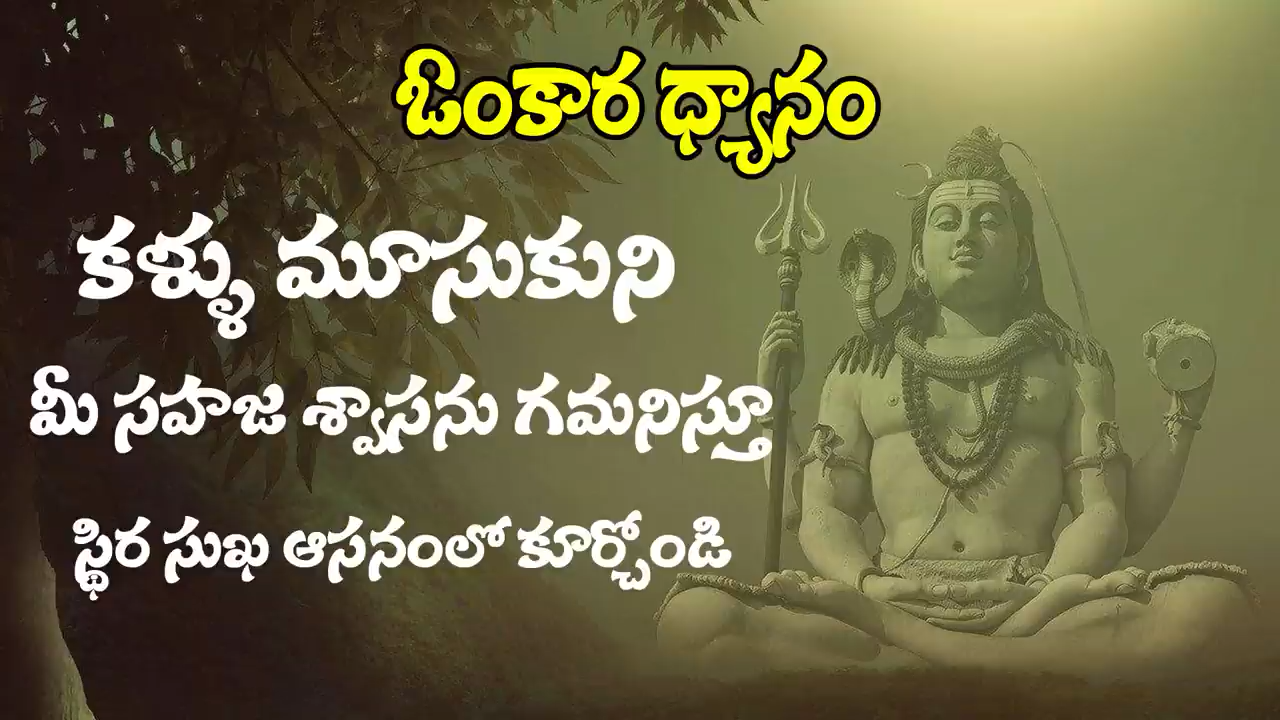 ఓంకార ధ్యానం
కళ్ళు మూసుకుని
మీ సహజ శ్వాసను గమనిస్తూ
స్థిర సుఖ ఆసనంలో కూర్చోండి